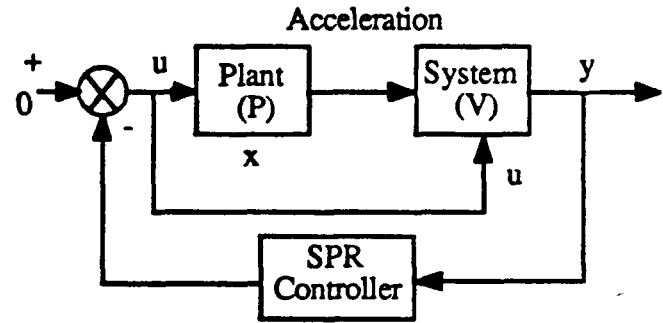 Acceleration
+
0
-
u
Plant
(P)
x
System
(V)
y
u
SPR
Controller